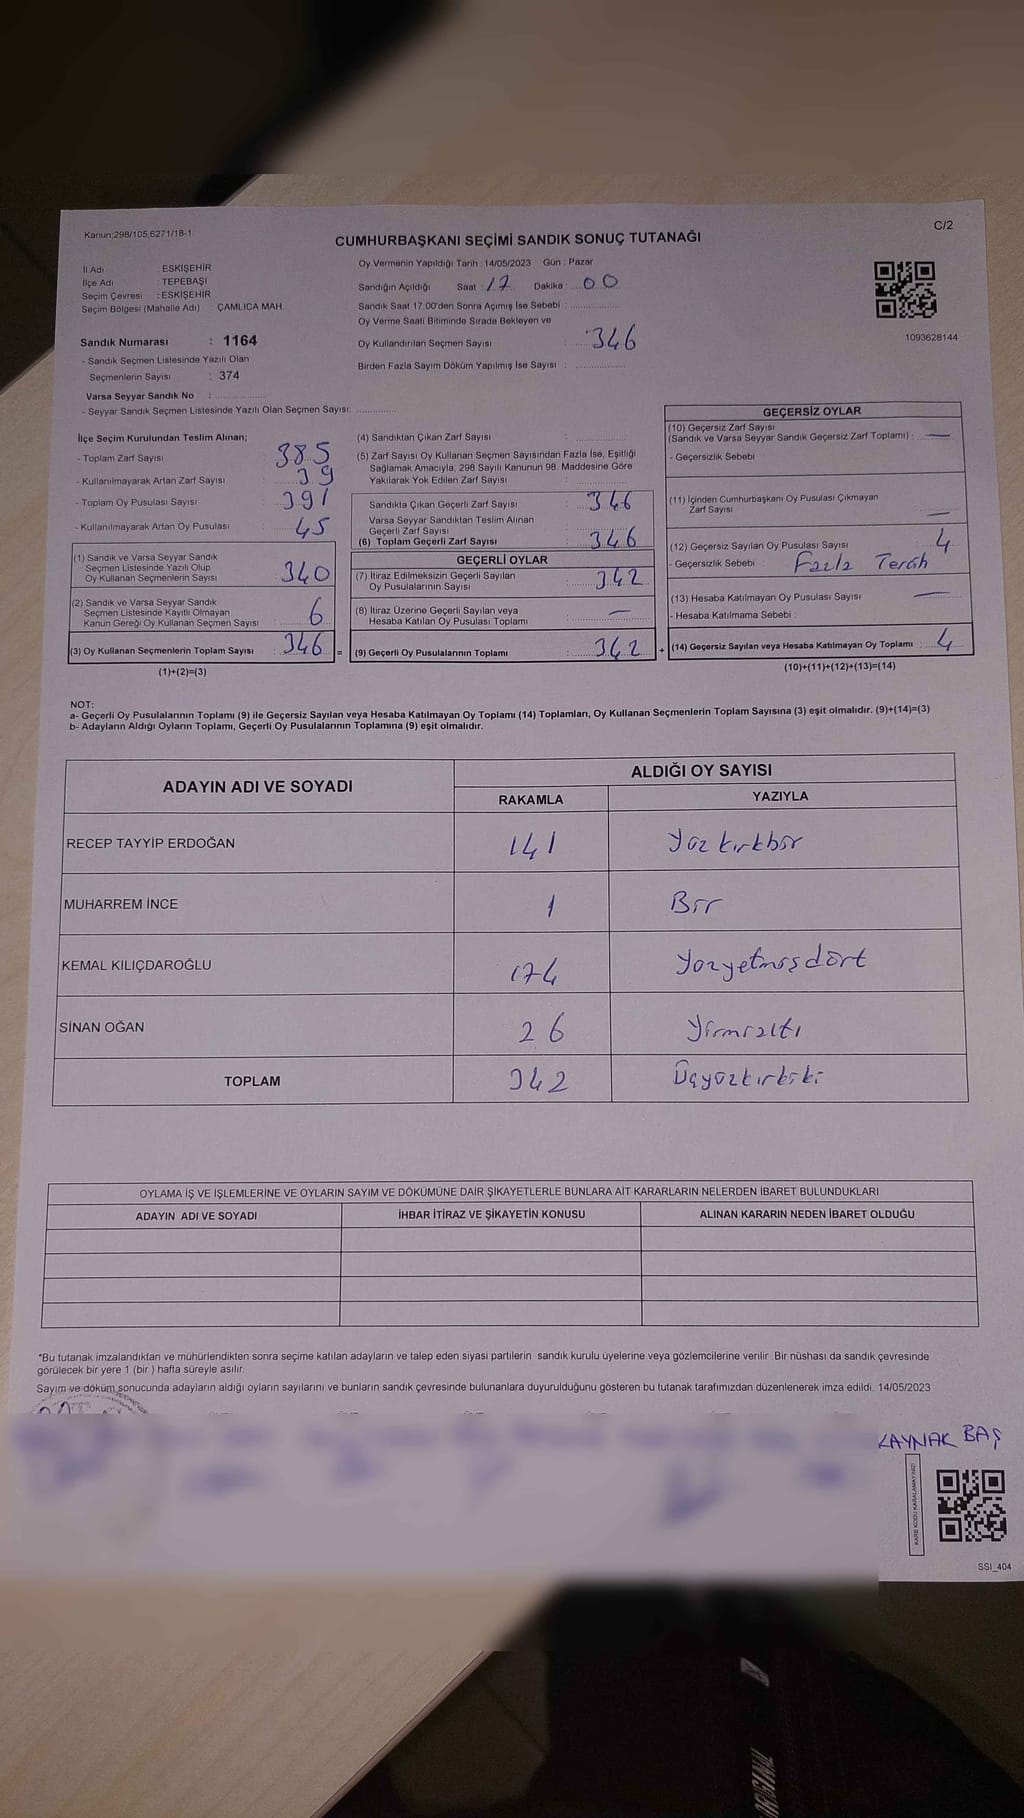 Kanun;298/105,6271/18-1
C/2
CUMHURBAŞKANI SEÇİMİ SANDIK SONUÇ TUTANAĞI
İl Adı : ESKİŞEHİR
İlçe Adı : TEPEBAŞI
Seçim Çevresi : ESKİŞEHİR
Seçim Bölgesi (Mahalle Adı) : ÇAMLICA MAH.
Sandık Numarası : 1164
- Sandık Seçmen Listesinde Yazılı Olan
Seçmenlerin Sayısı : 374
Varsa Seyyar Sandık No :
- Seyyar Sandık Seçmen Listesinde Yazılı Olan Seçmen Sayısı:
Oy Vermenin Yapıldığı Tarih : 14/05/2023 Gün : Pazar
Sandığın Açıldığı Saat : 17 Dakika : 00
Sandık Saat 17:00'den Sonra Açımış İse Sebebi :
Oy Verme Saati Bitiminde Sırada Bekleyen ve
Oy Kullandırılan Seçmen Sayısı : 346
Birden Fazla Sayım Döküm Yapılmış İse Sayısı :
1093628144
İlçe Seçim Kurulundan Teslim Alınan;
- Toplam Zarf Sayısı 385
- Kullanılmayarak Artan Zarf Sayısı 39
- Toplam Oy Pusulası Sayısı 391
- Kullanılmayarak Artan Oy Pusulası 45
(1) Sandık ve Varsa Seyyar Sandık
Seçmen Listesinde Yazılı Olup
Oy Kullanan Seçmenlerin Sayısı : 340
(2) Sandık ve Varsa Seyyar Sandık
Seçmen Listesinde Kayıtlı Olmayan
Kanun Gereği Oy Kullanan Seçmen Sayısı : 6
(3) Oy Kullanan Seçmenlerin Toplam Sayısı : 346 =
(1)+(2)=(3)
(4) Sandıktan Çıkan Zarf Sayısı :
(5) Zarf Sayısı Oy Kullanan Seçmen Sayısından Fazla İse, Eşitliği
Sağlamak Amacıyla, 298 Sayılı Kanunun 98. Maddesine Göre
Yakılarak Yok Edilen Zarf Sayısı :
Sandıkta Çıkan Geçerli Zarf Sayısı : 346
Varsa Seyyar Sandıktan Teslim Alınan
Geçerli Zarf Sayısı :
(6) Toplam Geçerli Zarf Sayısı : 346
GEÇERLİ OYLAR
(7) İtiraz Edilmeksizin Geçerli Sayılan
Oy Pusulalarının Sayısı : 342
(8) İtiraz Üzerine Geçerli Sayılan veya
Hesaba Katılan Oy Pusulası Toplamı : —
(9) Geçerli Oy Pusulalarının Toplamı : 342 +
GEÇERSİZ OYLAR
(10) Geçersiz Zarf Sayısı
(Sandık ve Varsa Seyyar Sandık Geçersiz Zarf Toplamı) : —
- Geçersizlik Sebebi
(11) İçinden Cumhurbaşkanı Oy Pusulası Çıkmayan
Zarf Sayısı —
(12) Geçersiz Sayılan Oy Pusulası Sayısı 4
- Geçersizlik Sebebi : Fazla Tercih
(13) Hesaba Katılmayan Oy Pusulası Sayısı —
- Hesaba Katılmama Sebebi :
(14) Geçersiz Sayılan veya Hesaba Katılmayan Oy Toplamı : 4
(10)+(11)+(12)+(13)=(14)
NOT:
a- Geçerli Oy Pusulalarının Toplamı (9) ile Geçersiz Sayılan veya Hesaba Katılmayan Oy Toplamı (14) Toplamları, Oy Kullanan Seçmenlerin Toplam Sayısına (3) eşit olmalıdır. (9)+(14)=(3)
b- Adayların Aldığı Oyların Toplamı, Geçerli Oy Pusulalarının Toplamına (9) eşit olmalıdır.
ADAYIN ADI VE SOYADI ALDIĞI OY SAYISI
RAKAMLA YAZIYLA
RECEP TAYYİP ERDOĞAN 141 Yüzkırkbir
MUHARREM İNCE 1 Bir
KEMAL KILIÇDAROĞLU 174 Yüzyetmişdört
SİNAN OĞAN 26 Yirmialtı
TOPLAM 342 Üçyüzkırkiki
OYLAMA İŞ VE İŞLEMLERİNE VE OYLARIN SAYIM VE DÖKÜMÜNE DAİR ŞİKAYETLERLE BUNLARA AİT KARARLARIN NELERDEN İBARET BULUNDUKLARI
ADAYIN ADI VE SOYADI İHBAR İTİRAZ VE ŞİKAYETİN KONUSU ALINAN KARARIN NEDEN İBARET OLDUĞU
*Bu tutanak imzalandıktan ve mühürlendikten sonra seçime katılan adayların ve talep eden siyasi partilerin sandık kurulu üyelerine veya gözlemcilerine verilir .Bir nüshası da sandık çevresinde
görülecek bir yere 1 (bir ) hafta süreyle asılır.
Sayım ve döküm sonucunda adayların aldığı oyların sayılarını ve bunların sandık çevresinde bulunanlara duyurulduğunu gösteren bu tutanak tarafımızdan düzenlenerek imza edildi. 14/05/2023
KAYNAK BAŞ
KARE KODU KARALAMAYINIZ!
SSI_404
ORIGINAL